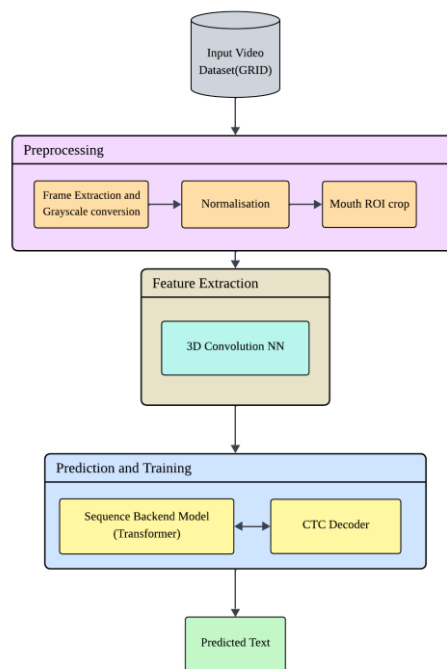 Input Video
Dataset(GRID)
Preprocessing
Frame Extraction and
Grayscale conversion
Normalisation
Mouth ROI crop
Feature Extraction
3D Convolution NN
Prediction and Training
Sequence Backend Model
(Transformer)
CTC Decoder
Predicted Text